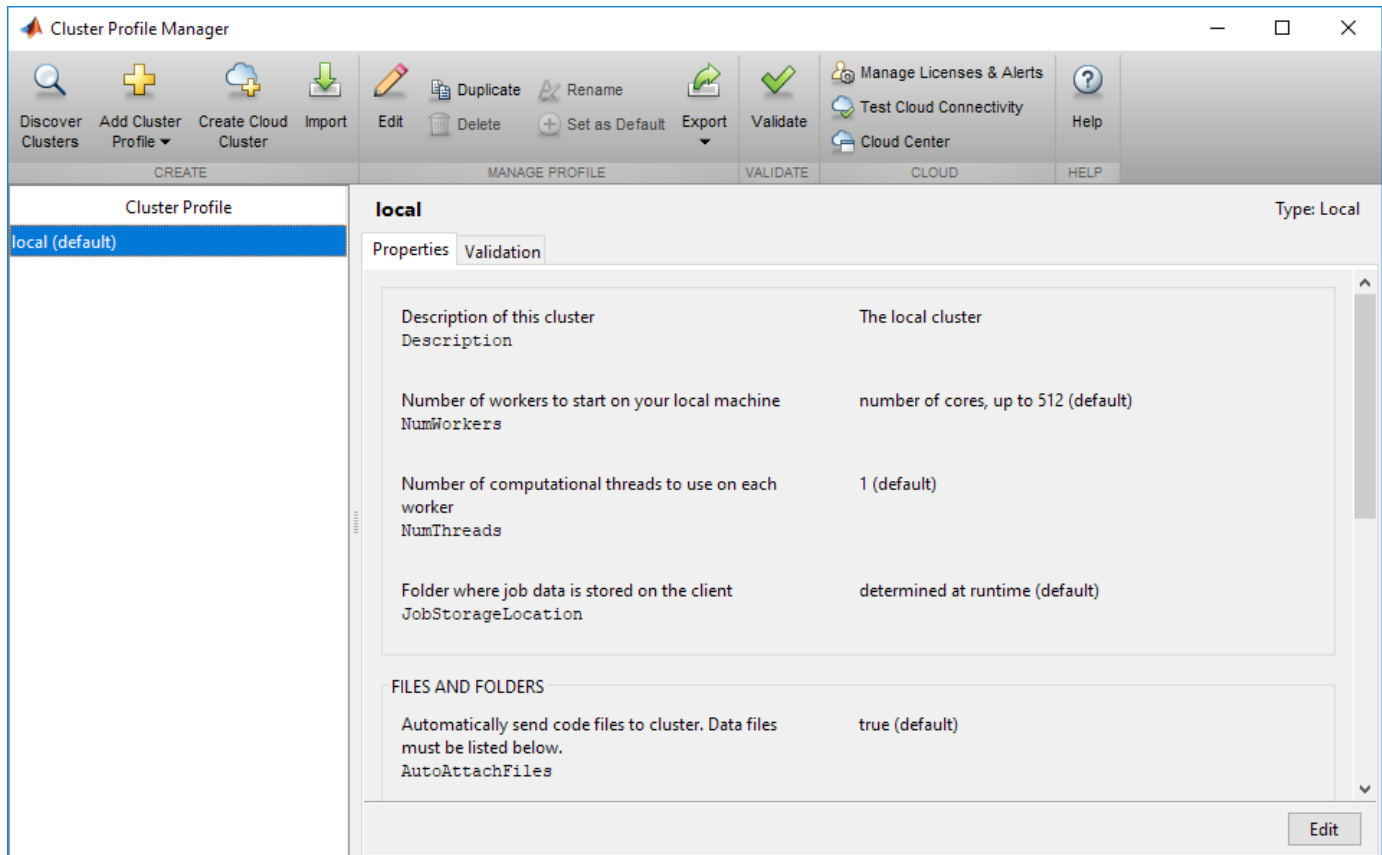 Cluster Profile Manager
Discover Clusters
Add Cluster Profile
Create Cloud Cluster
Import
CREATE
Edit
Duplicate
Delete
Rename
Set as Default
Export
MANAGE PROFILE
Validate
VALIDATE
Manage Licenses & Alerts
Test Cloud Connectivity
Cloud Center
CLOUD
Help
HELP
Cluster Profile
local (default)
local
Type: Local
Properties
Validation
Description of this cluster
Description
The local cluster
Number of workers to start on your local machine
NumWorkers
number of cores, up to 512 (default)
Number of computational threads to use on each
worker
NumThreads
1 (default)
Folder where job data is stored on the client
JobStorageLocation
determined at runtime (default)
FILES AND FOLDERS
Automatically send code files to cluster. Data files
must be listed below.
AutoAttachFiles
true (default)
Edit